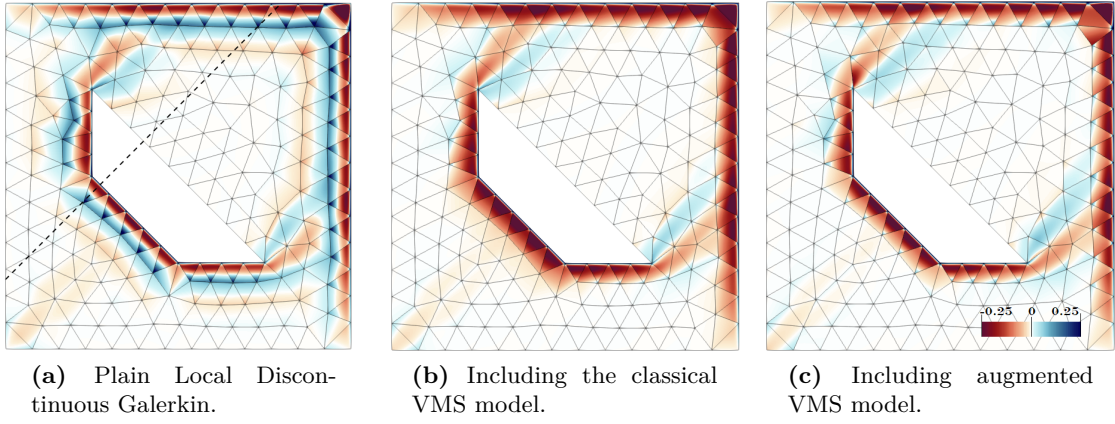 -0.25 0 0.25
(a) Plain Local Discon-
tinuous Galerkin.
(b) Including the classical
VMS model.
(c) Including augmented
VMS model.